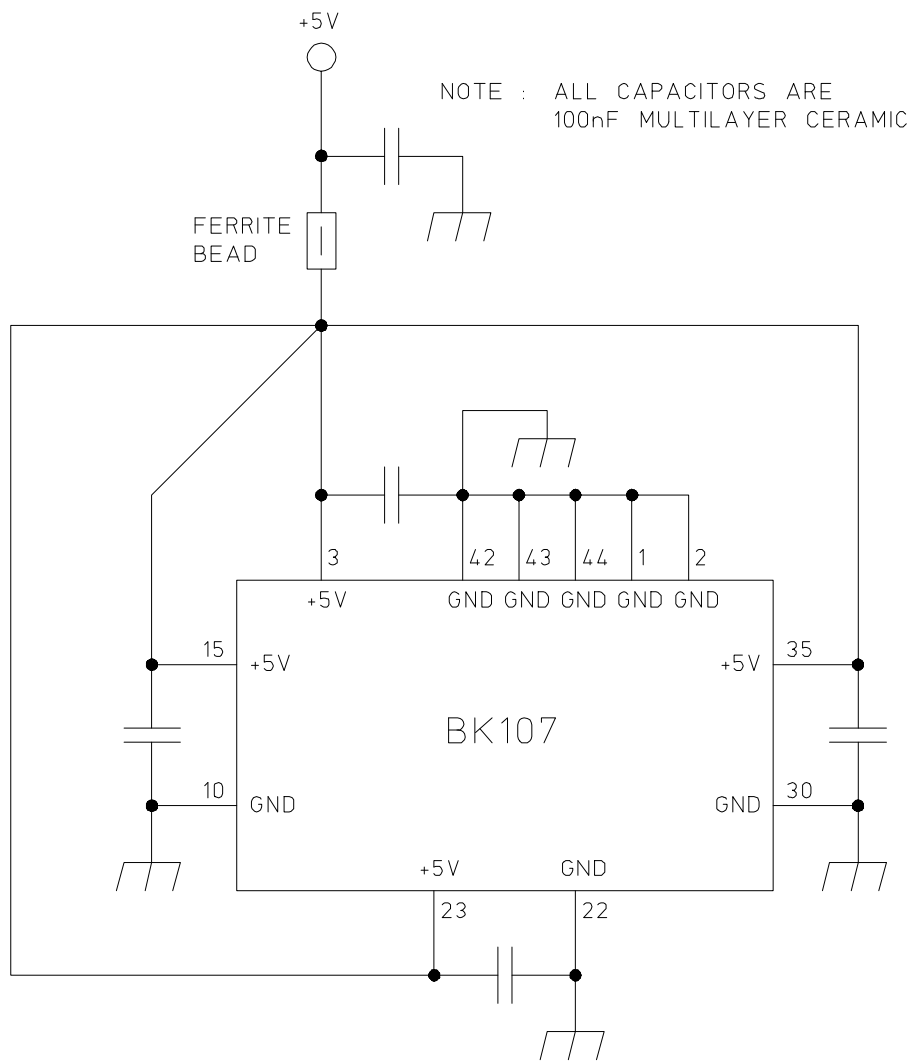 +5V
NOTE : ALL CAPACITORS ARE
100nF MULTILAYER CERAMIC
FERRITE
BEAD
3 42 43 44 1 2
+5V GND GND GND GND GND
15 +5V +5V 35
BK107
10 GND GND 30
+5V GND
23 22